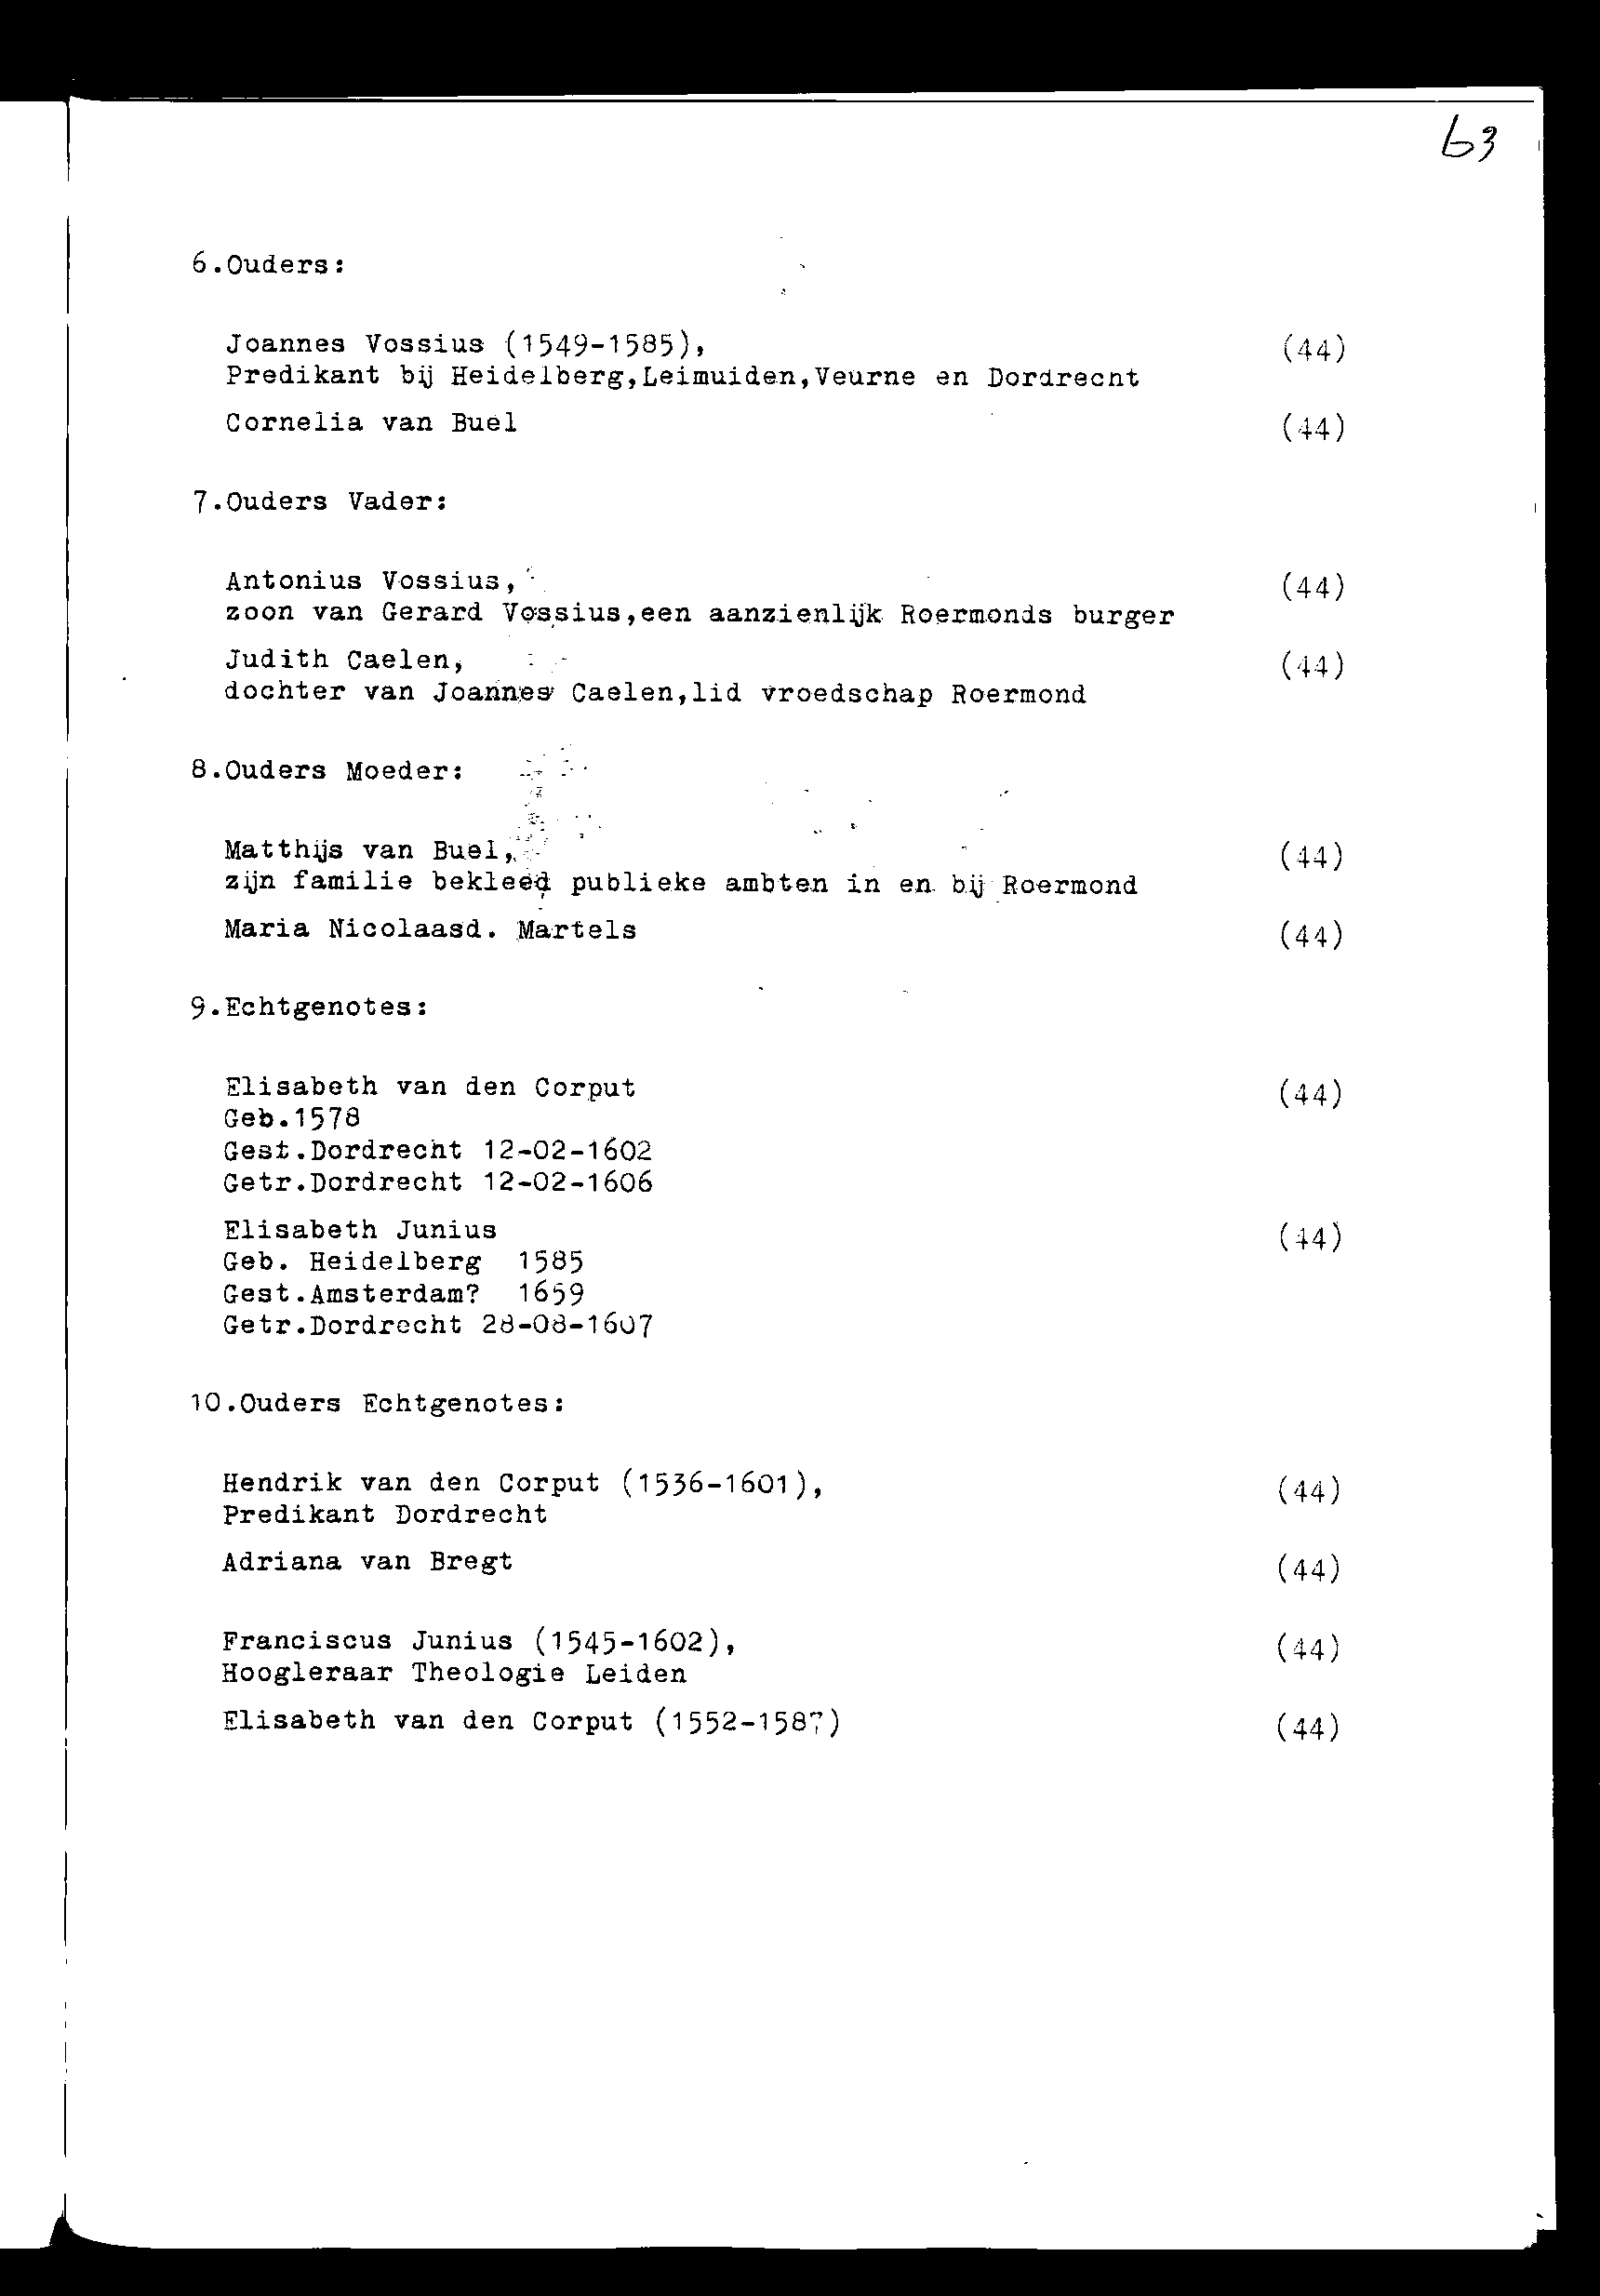 63
6.Ouders:
Joannes Vossius (1549-1585), (44)
Predikant bij Heidelberg,Leimuiden,Veurne en Dordrecht
Cornelia van Buel (44)
7.Ouders Vader:
Antonius Vossius, (44)
zoon van Gerard Vossius,een aanzienlijk Roermonds burger
Judith Caelen, (44)
dochter van Joannes Caelen,lid vroedschap Roermond
8.Ouders Moeder:
Matthijs van Buel, (44)
zijn familie bekleed publieke ambten in en bij Roermond
Maria Nicolaasd. Martels (44)
9.Echtgenotes:
Elisabeth van den Corput (44)
Geb.1578
Gest.Dordrecht 12-02-1602
Getr.Dordrecht 12-02-1606
Elisabeth Junius (44)
Geb. Heidelberg 1585
Gest.Amsterdam? 1659
Getr.Dordrecht 28-08-1607
10.Ouders Echtgenotes:
Hendrik van den Corput (1536-1601), (44)
Predikant Dordrecht
Adriana van Bregt (44)
Franciscus Junius (1545-1602), (44)
Hoogleraar Theologie Leiden
Elisabeth van den Corput (1552-1587) (44)